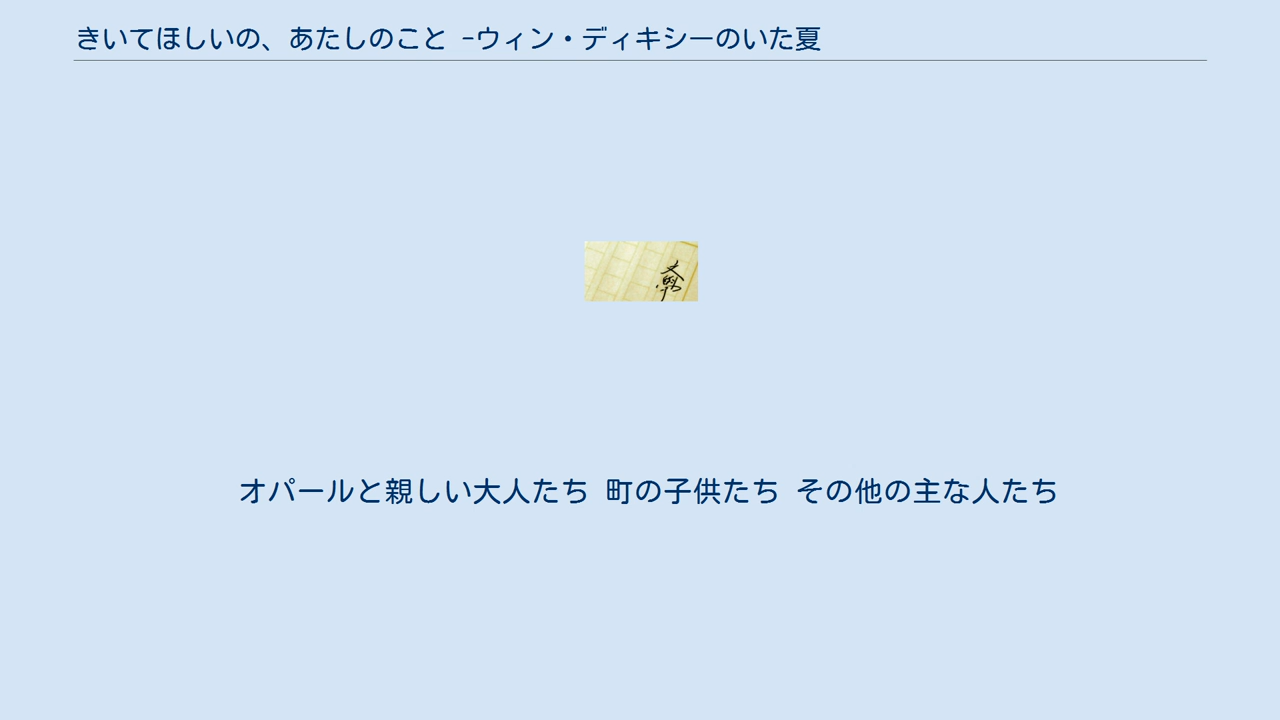 きいてほしいの、あたしのこと -ウィン・ディキシーのいた夏
オパールと親しい大人たち 町の子供たち その他の主な人たち